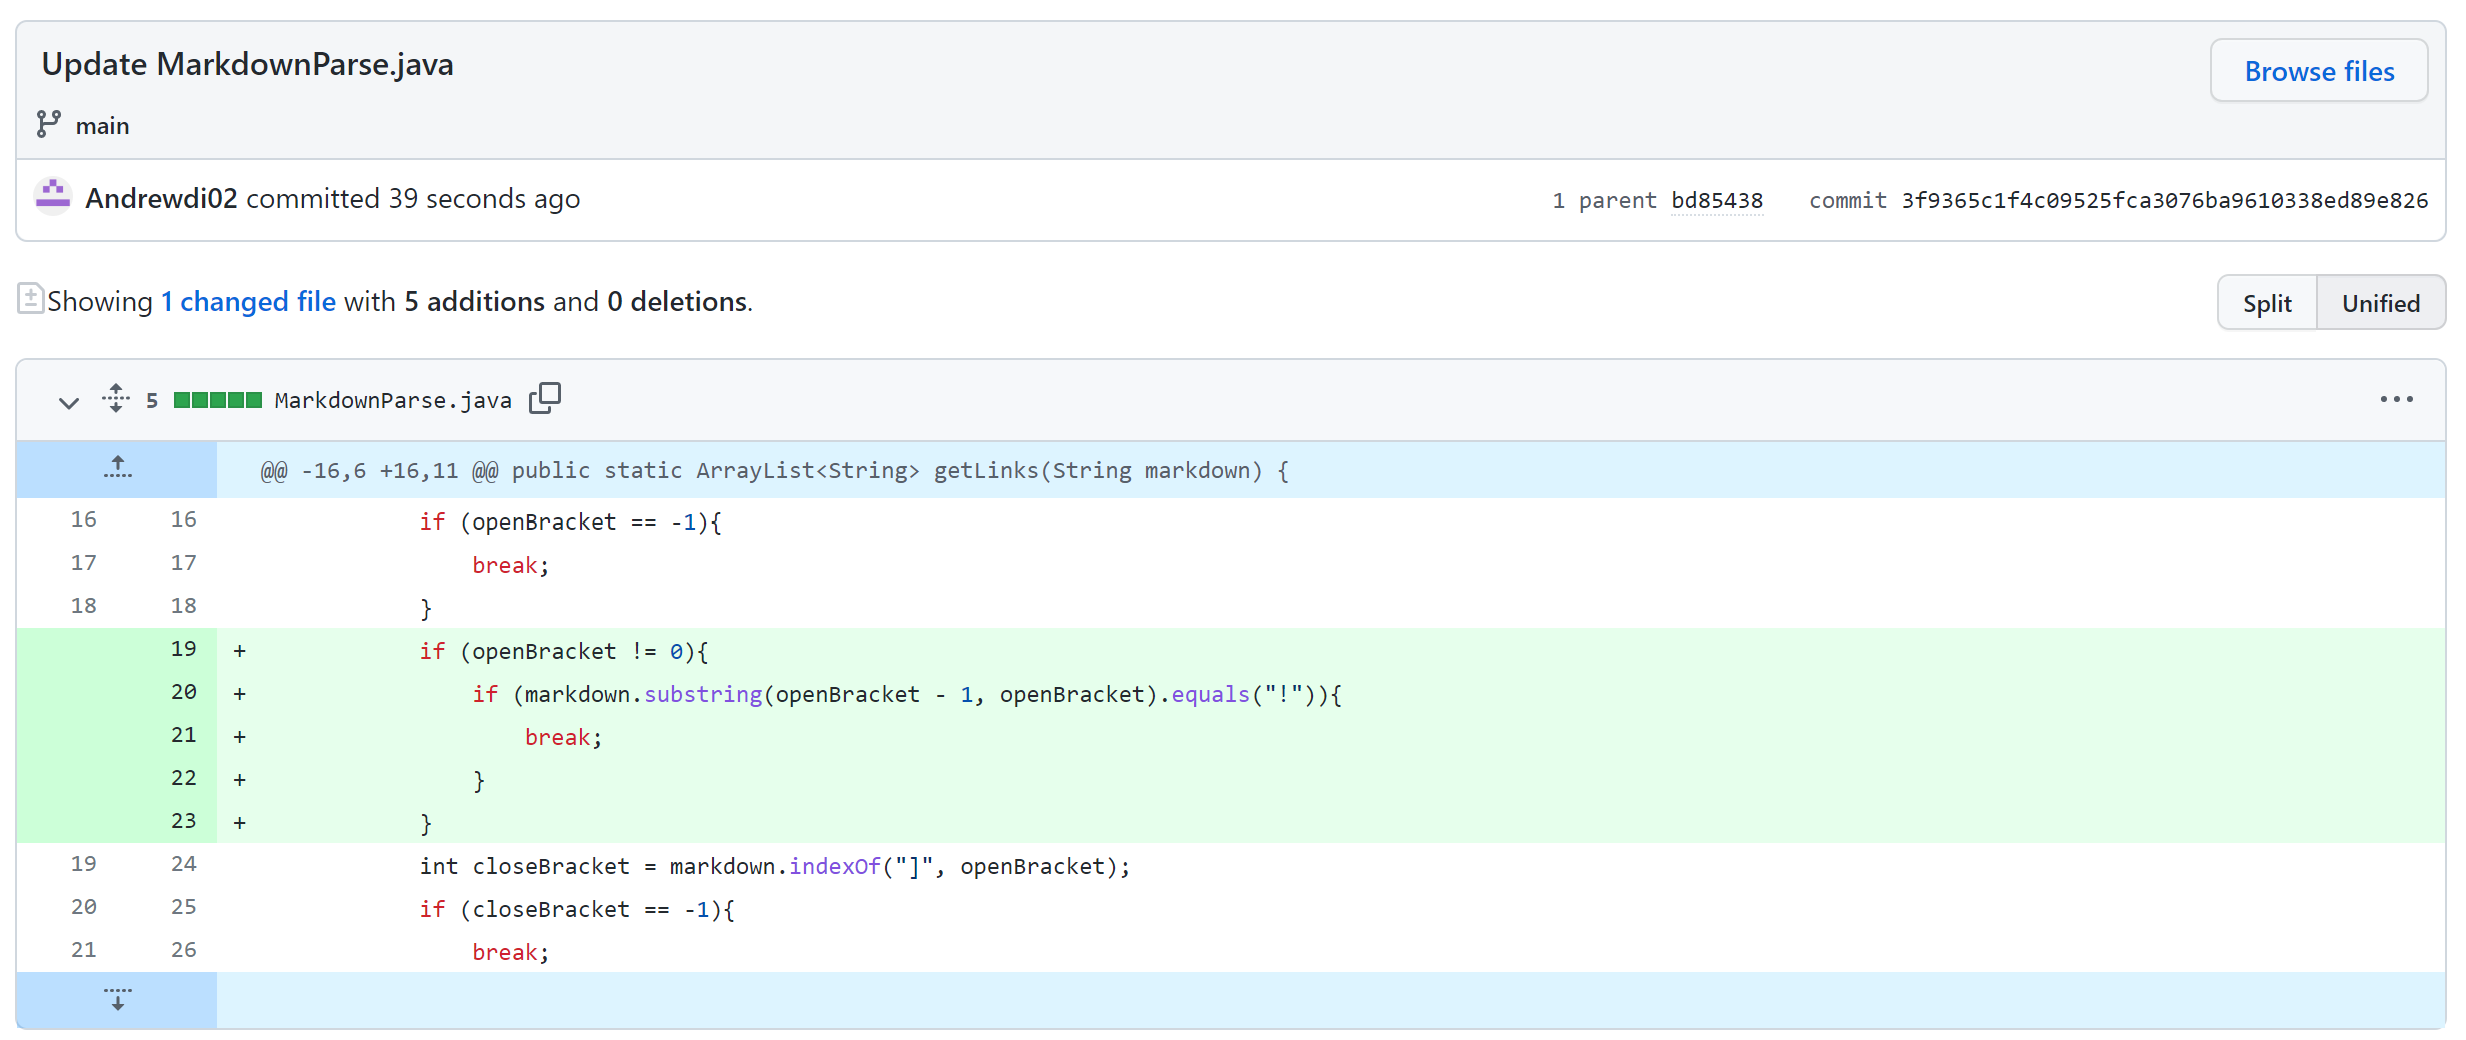 Update MarkdownParse.java
Browse files
main
Andrewdi02 committed 39 seconds ago
1 parent bd85438 commit 3f9365c1f4c09525fca3076ba9610338ed89e826
Showing 1 changed file with 5 additions and 0 deletions.
Split Unified
5 MarkdownParse.java
@@ -16,6 +16,11 @@ public static ArrayList<String> getLinks(String markdown) {
16 16 if (openBracket == -1){
17 17 break;
18 18 }
19 + if (openBracket != 0){
20 + if (markdown.substring(openBracket - 1, openBracket).equals("!")){
21 + break;
22 + }
23 + }
19 24 int closeBracket = markdown.indexOf("]", openBracket);
20 25 if (closeBracket == -1){
21 26 break;